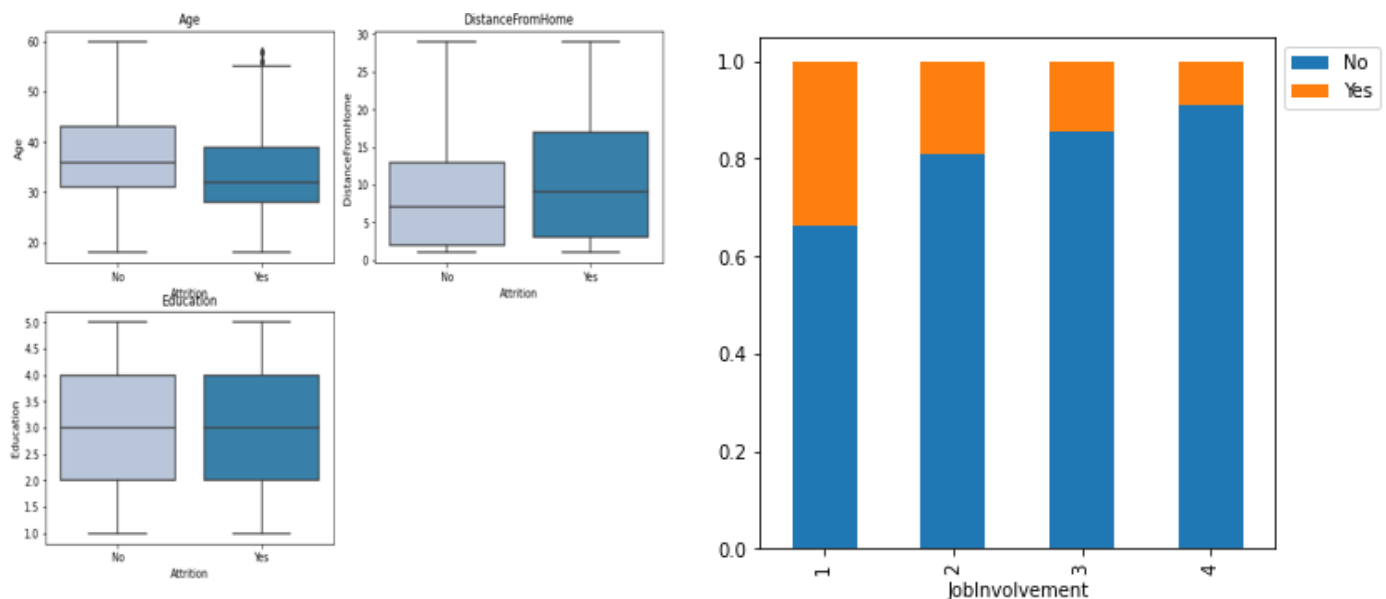 Age
60
50
40
30
20
Age
No
Yes
Attrition
DistanceFromHome
30
25
20
15
10
5
0
DistanceFromHome
No
Yes
Attrition
Education
5.0
4.5
4.0
3.5
3.0
2.5
2.0
1.5
1.0
Education
No
Yes
Attrition
1.0
0.8
0.6
0.4
0.2
0.0
1
2
3
4
JobInvolvement
No
Yes